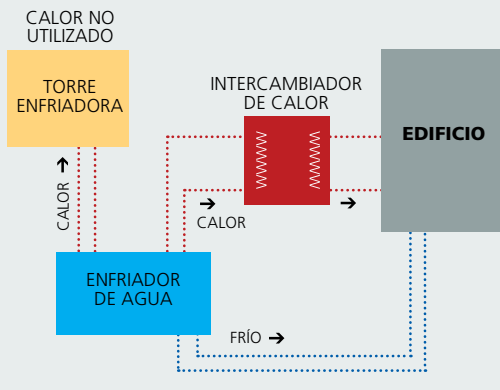 CALOR NO
UTILIZADO
TORRE
ENFRIADORA
INTERCAMBIADOR
DE CALOR
EDIFICIO
CALOR
CALOR
ENFRIADOR
DE AGUA
FRÍO